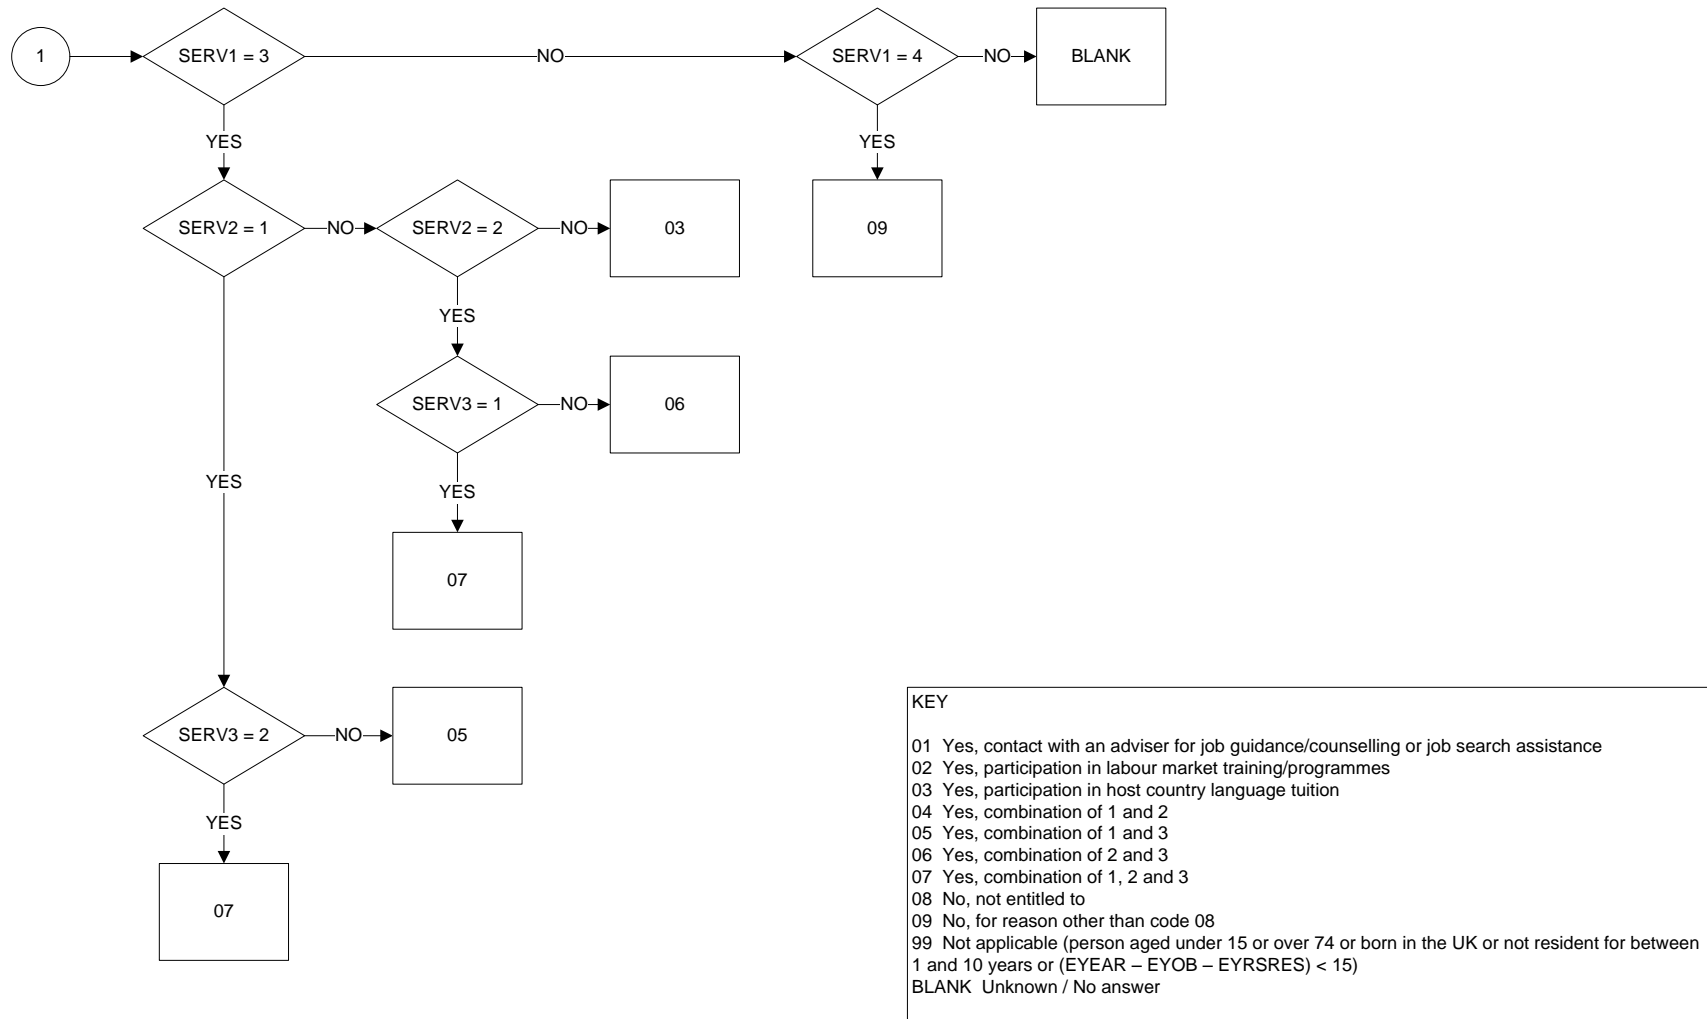 1
SERV1 = 3
NO
SERV1 = 4
NO
BLANK
YES
YES
SERV2 = 1
NO
SERV2 = 2
NO
03
09
YES
SERV3 = 1
NO
06
YES
YES
07
SERV3 = 2
NO
05
YES
07
KEY
01 Yes, contact with an adviser for job guidance/counselling or job search assistance
02 Yes, participation in labour market training/programmes
03 Yes, participation in host country language tuition
04 Yes, combination of 1 and 2
05 Yes, combination of 1 and 3
06 Yes, combination of 2 and 3
07 Yes, combination of 1, 2 and 3
08 No, not entitled to
09 No, for reason other than code 08
99 Not applicable (person aged under 15 or over 74 or born in the UK or not resident for between
1 and 10 years or (EYEAR – EYOB – EYRSRES) < 15)
BLANK Unknown / No answer